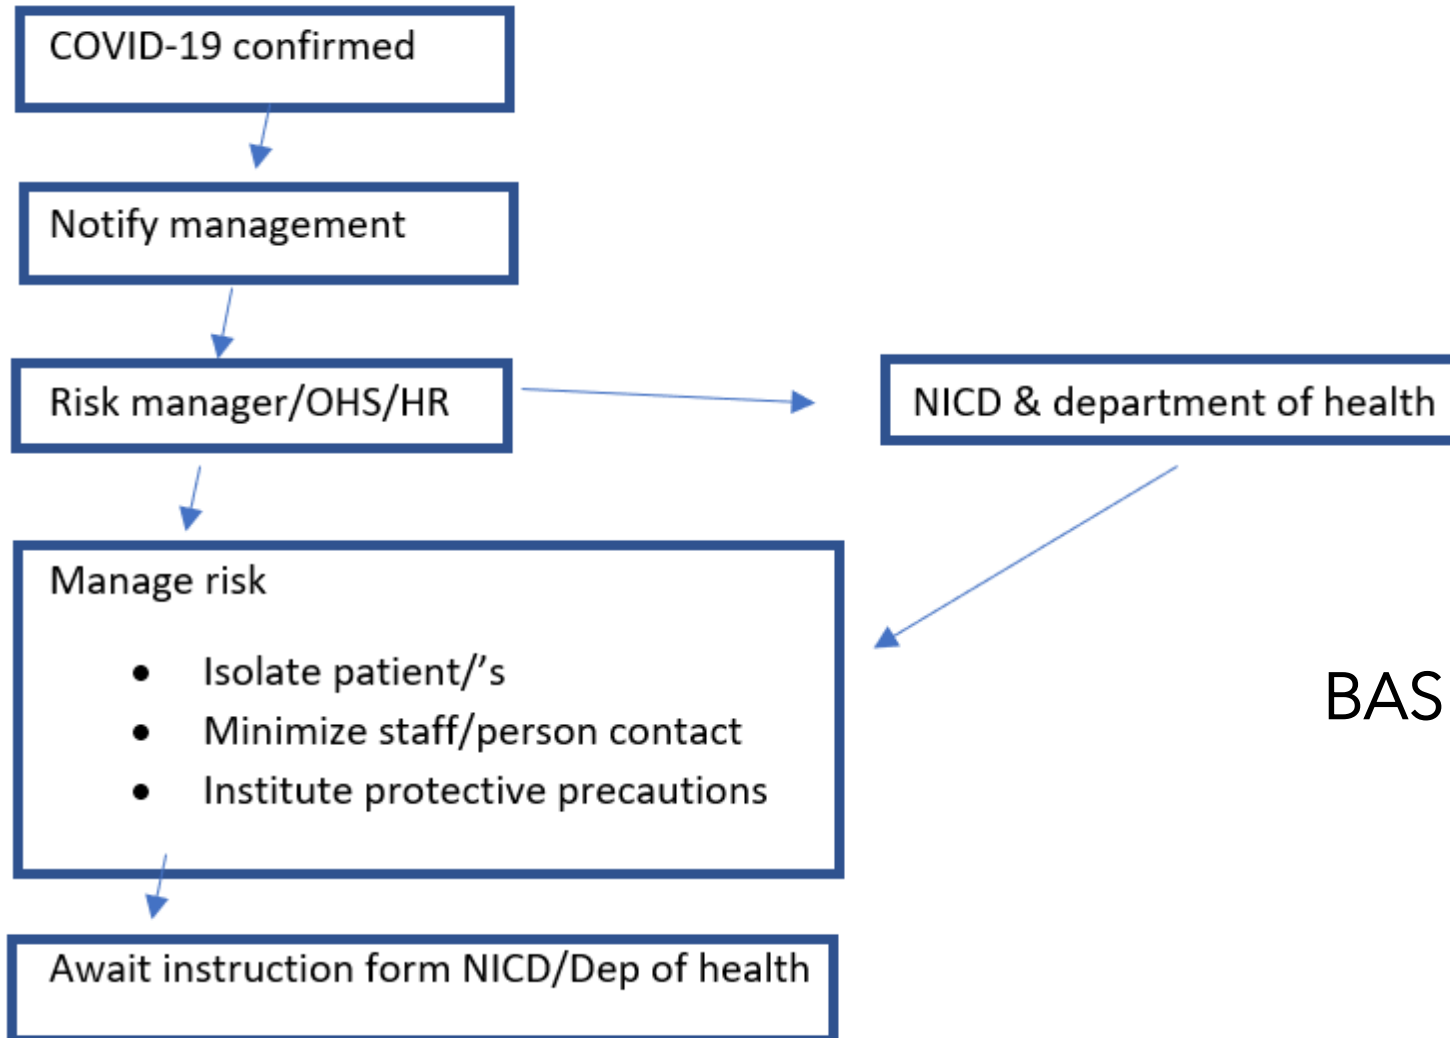 COVID-19 confirmed
Notify management
Risk manager/OHS/HR
NICD & department of health
Manage risk
• Isolate patient/’s
• Minimize staff/person contact
• Institute protective precautions
BAS
Await instruction form NICD/Dep of health